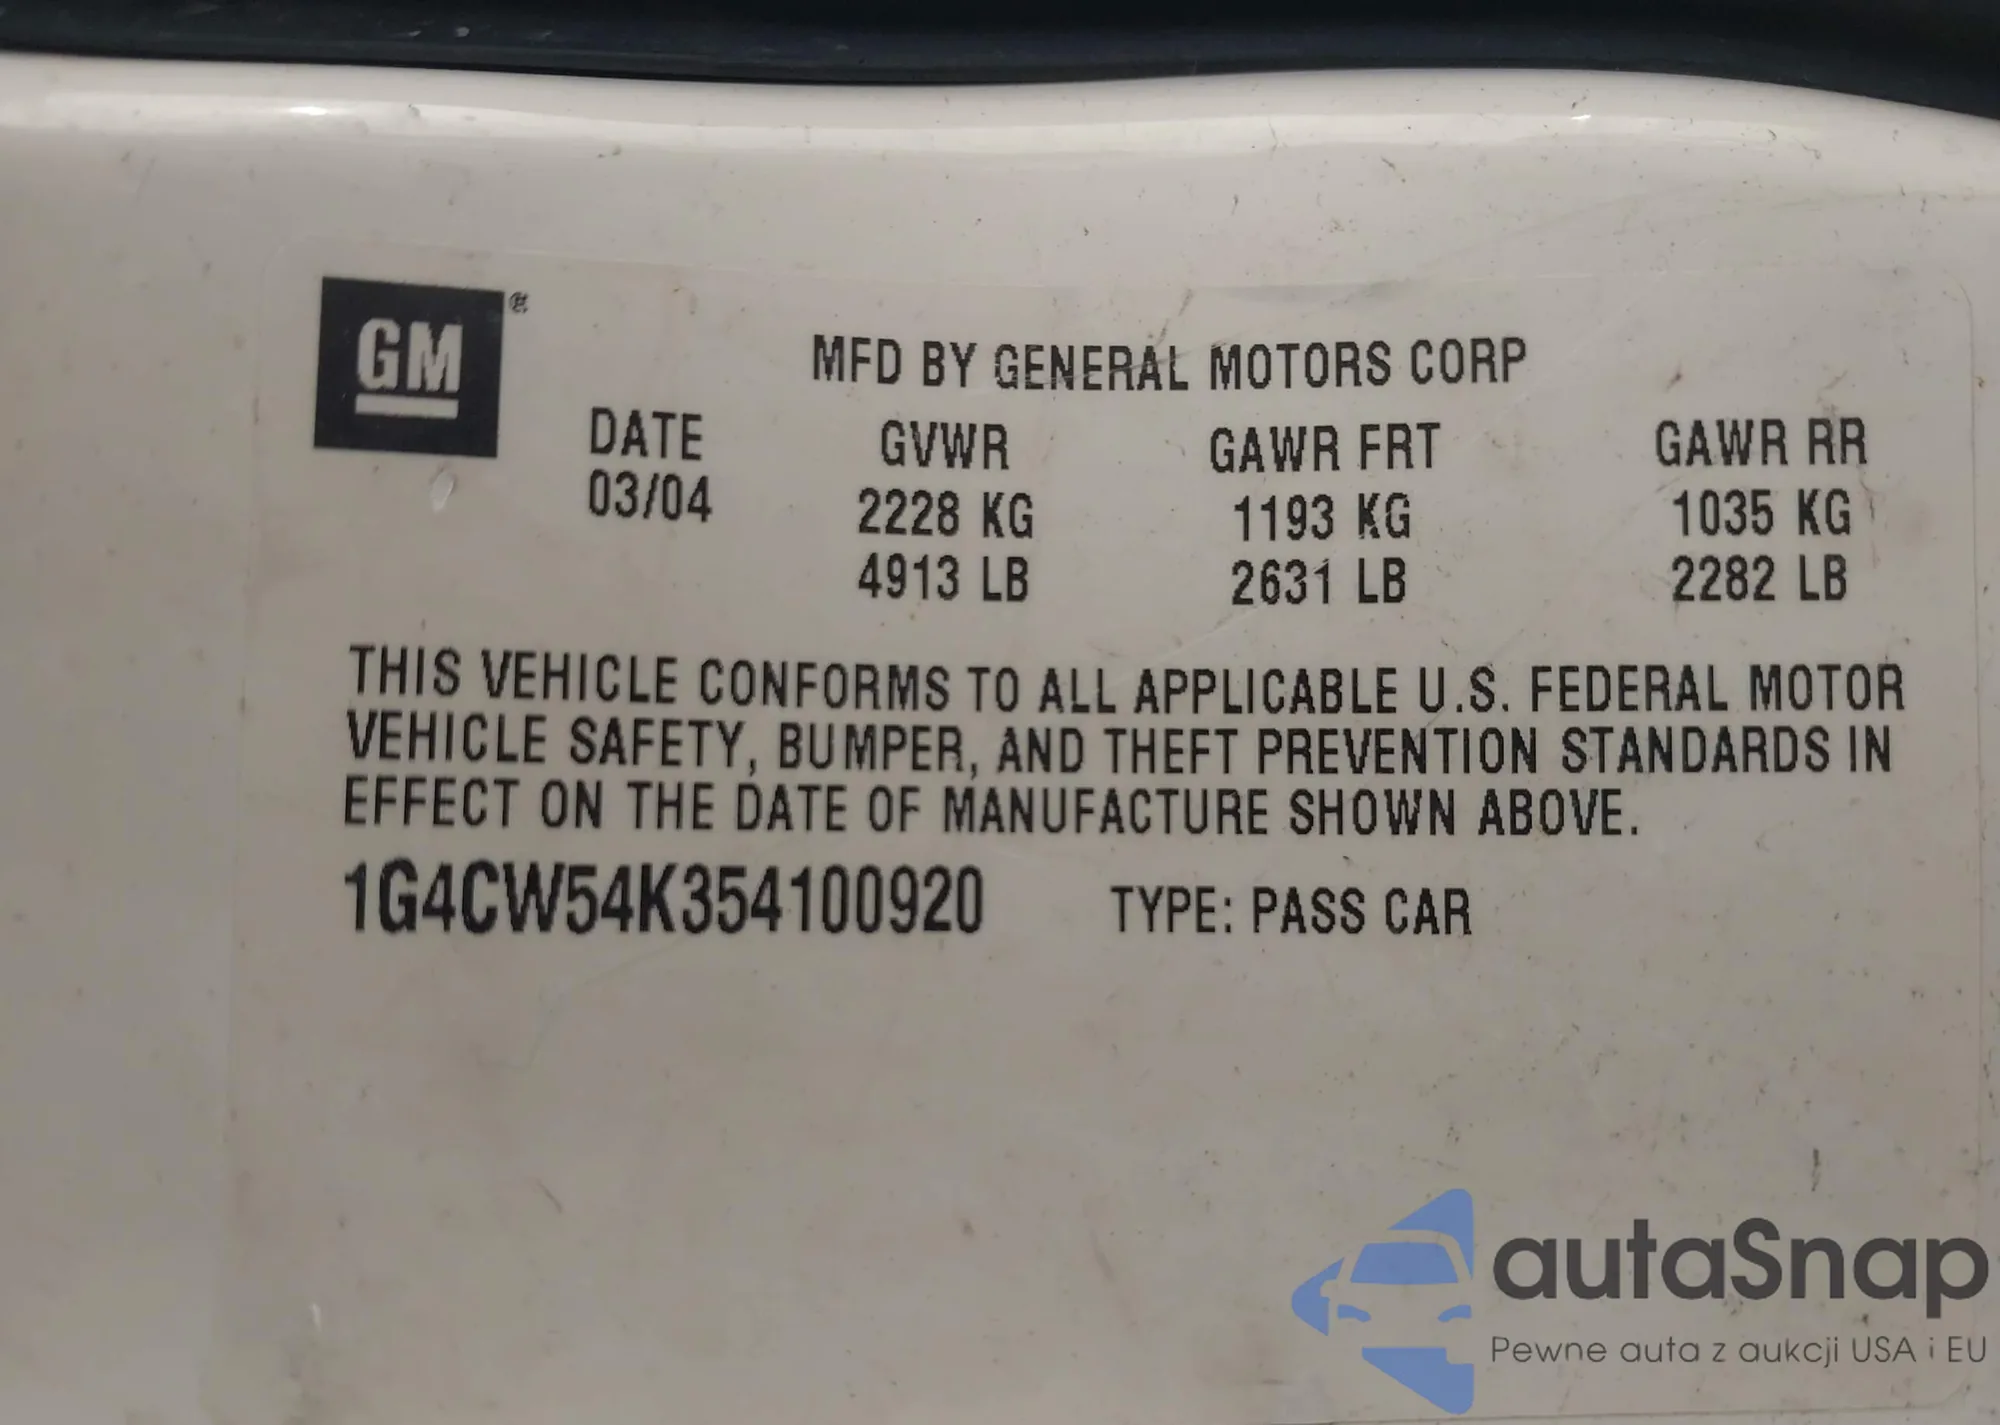 GM®
MFD BY GENERAL MOTORS CORP
DATE GVWR GAWR FRT GAWR RR
03/04 2228 KG 1193 KG 1035 KG
4913 LB 2631 LB 2282 LB
THIS VEHICLE CONFORMS TO ALL APPLICABLE U.S. FEDERAL MOTOR
VEHICLE SAFETY, BUMPER, AND THEFT PREVENTION STANDARDS IN
EFFECT ON THE DATE OF MANUFACTURE SHOWN ABOVE.
1G4CW54K354100920 TYPE: PASS CAR
autaSnap
Pewne auta z aukcji USA i EU